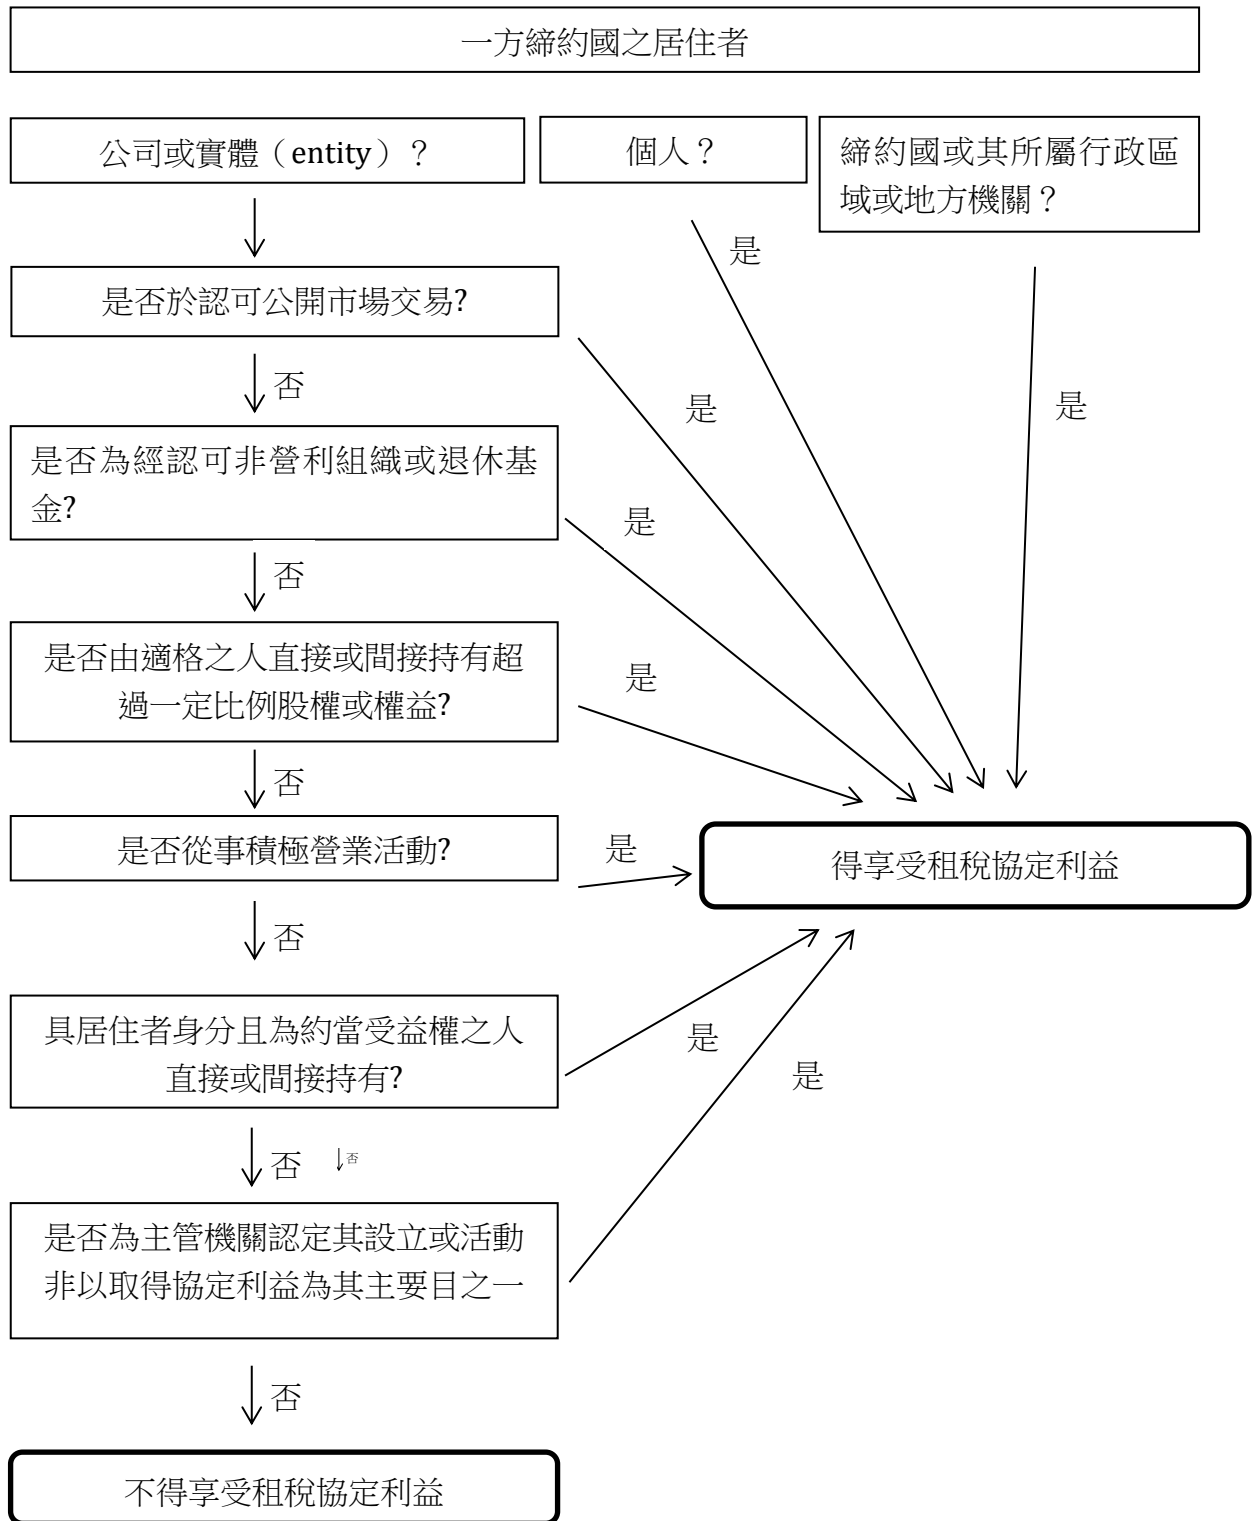 一方締約國之居住者
公司或實體（entity）？
個人？
締約國或其所屬行政區
域或地方機關？
是
是否於認可公開市場交易?
否
是
是
是否為經認可非營利組織或退休基
金?
是
否
是否由適格之人直接或間接持有超
過一定比例股權或權益?
是
否
是否從事積極營業活動?
是
得享受租稅協定利益
否
具居住者身分且為約當受益權之人
直接或間接持有?
是
是
否
否
是否為主管機關認定其設立或活動
非以取得協定利益為其主要目之一
否
不得享受租稅協定利益